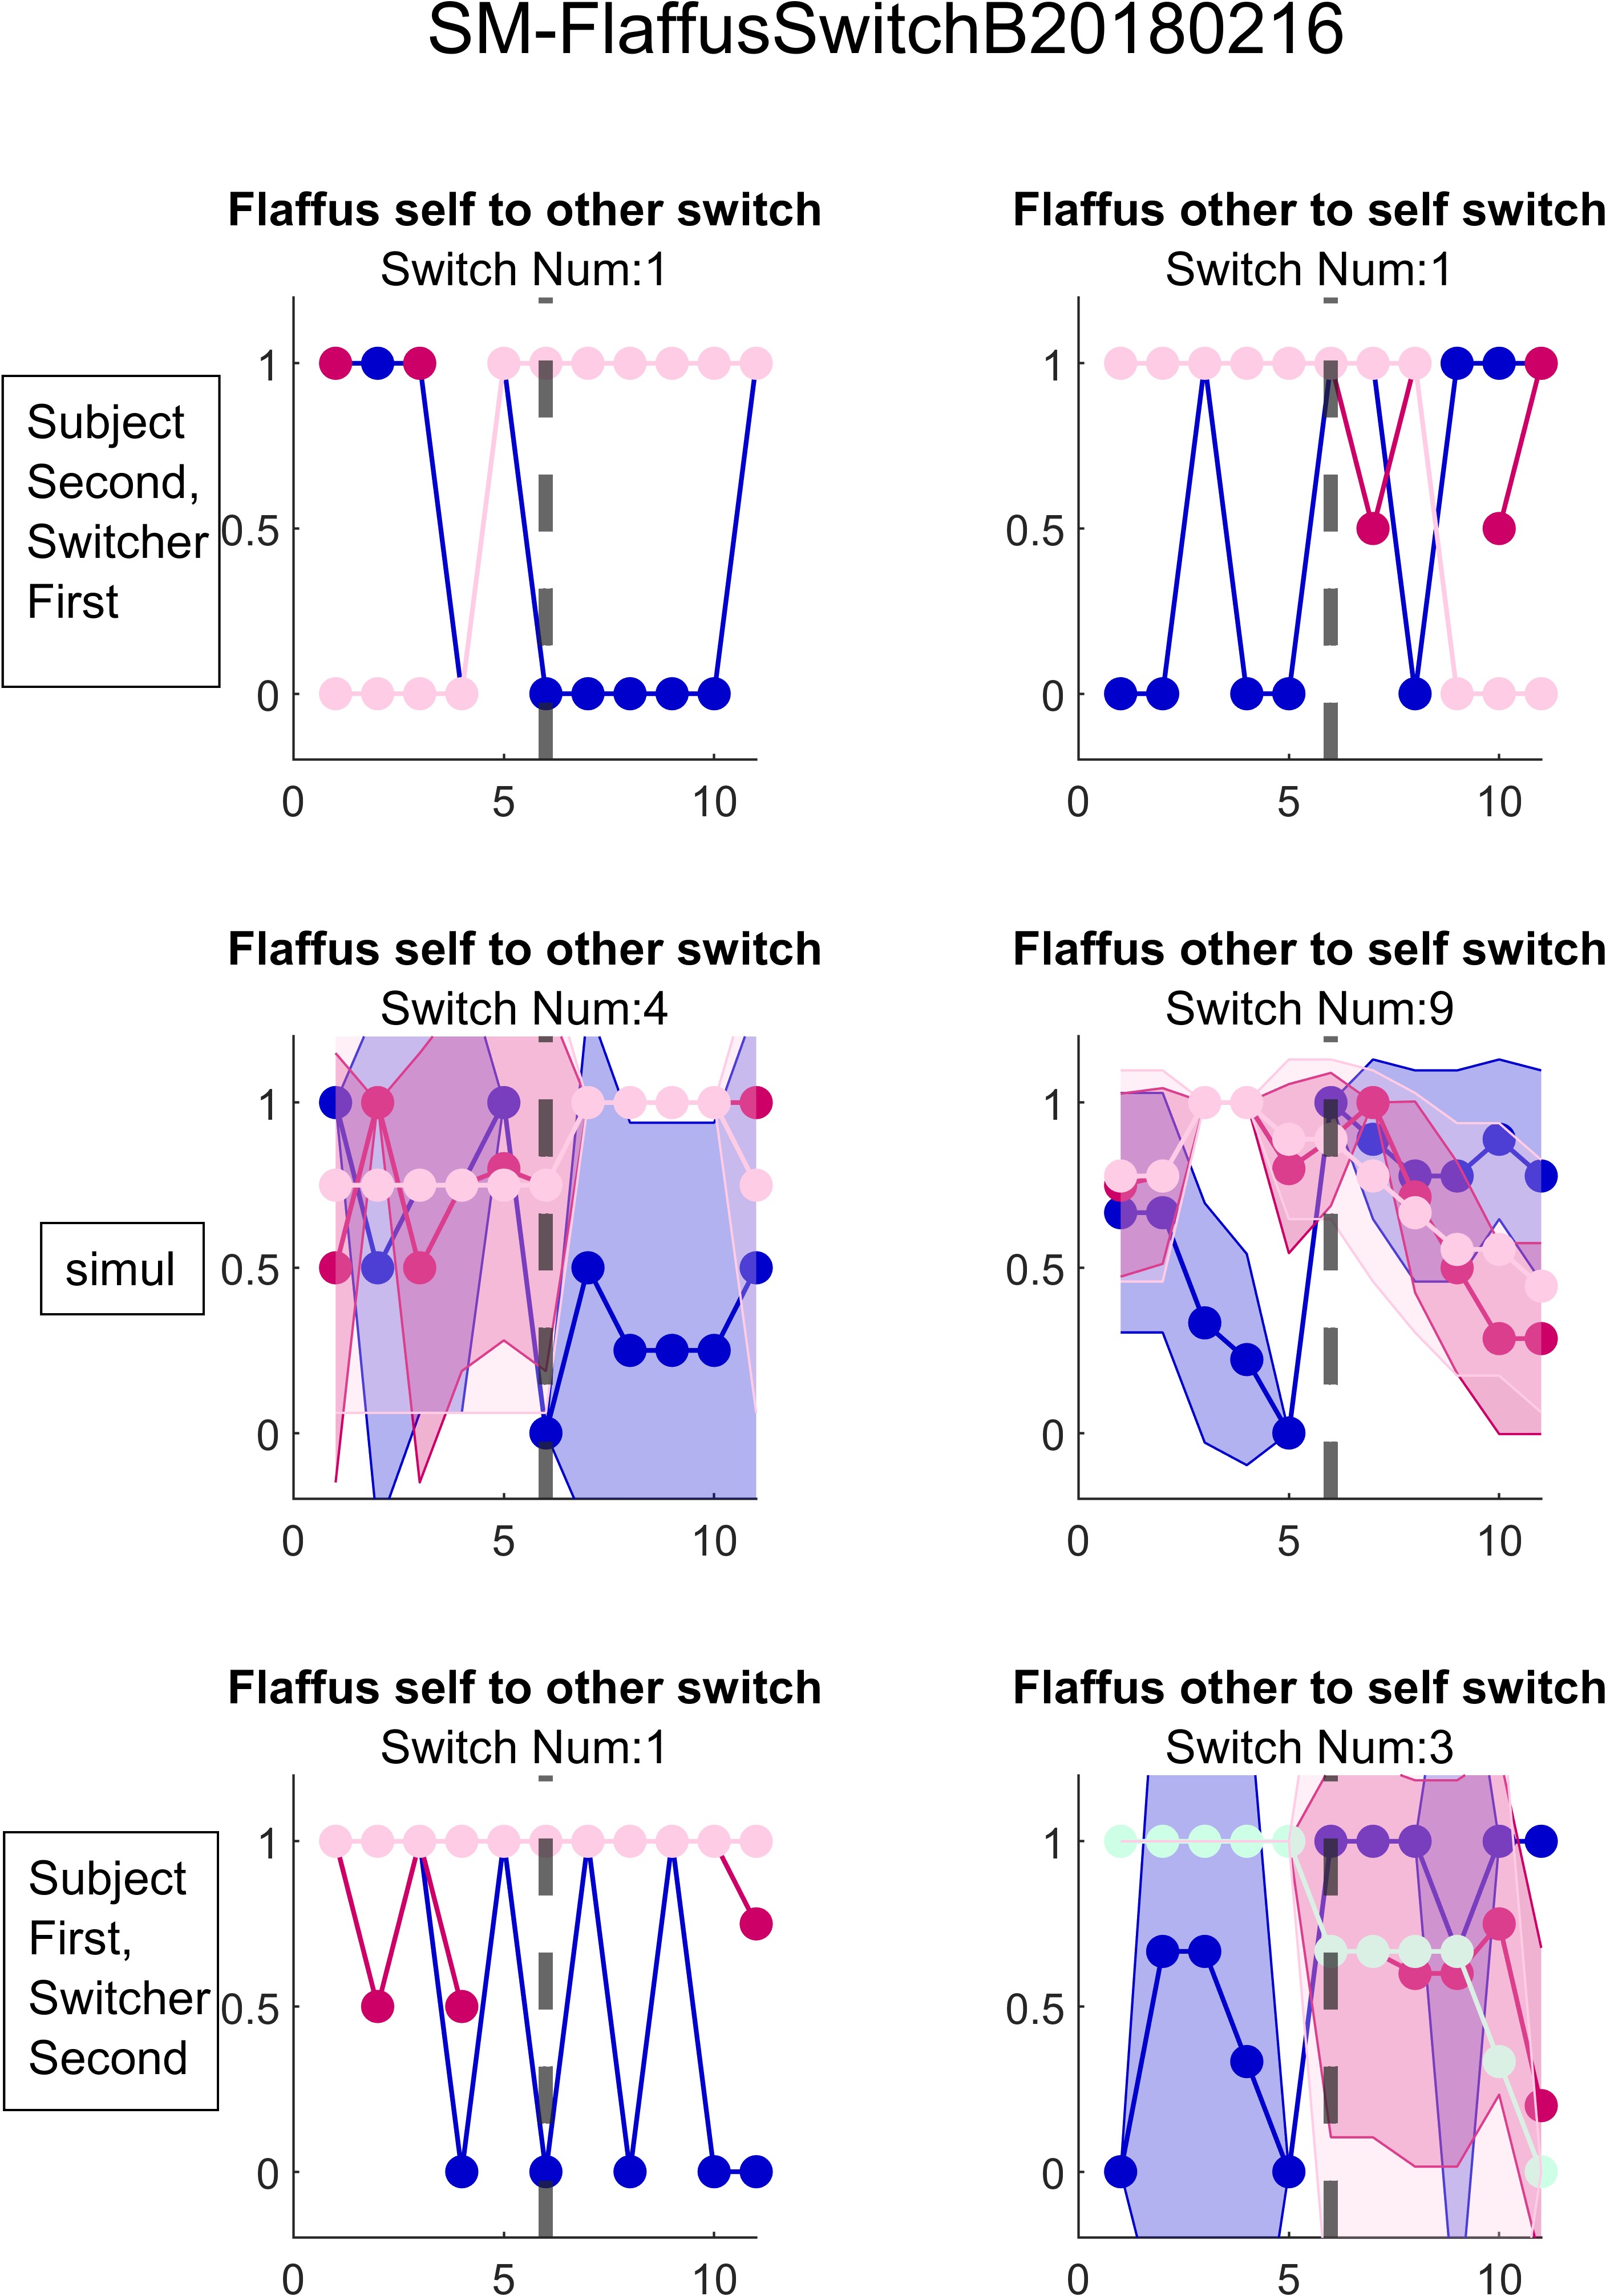 SM-FlaffusSwitchB20180216
Flaffus self to other switch
Switch Num:1
Flaffus other to self switch
Switch Num:1
Subject
Second,
Switcher
First
1
0.5
0
0 5 10
1
0.5
0
0 5 10
Flaffus self to other switch
Switch Num:4
Flaffus other to self switch
Switch Num:9
simul
1
0.5
0
0 5 10
1
0.5
0
0 5 10
Flaffus self to other switch
Switch Num:1
Flaffus other to self switch
Switch Num:3
Subject
First,
Switcher
Second
1
0.5
0
0 5 10
1
0.5
0
0 5 10